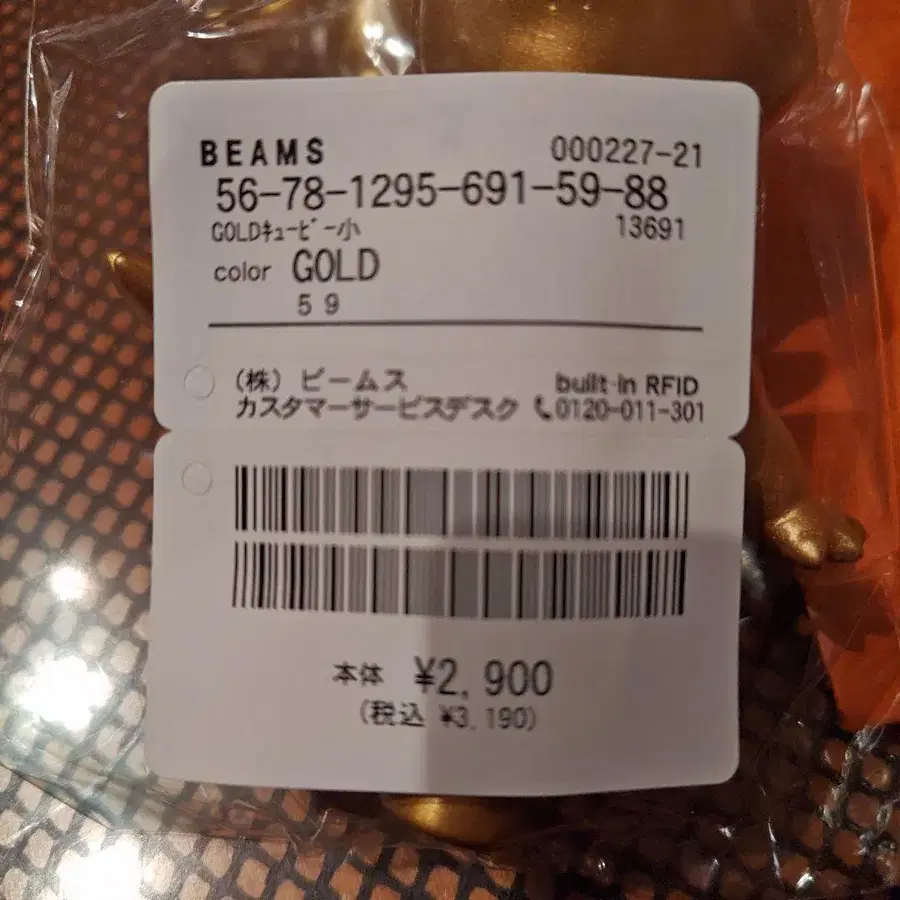 BEAMS 000227-21
56-78-1295-691-59-88
GOLDｷｭｰﾋﾟｰ小 13691
color GOLD
59
(株) ビームス built-in RFID
カスタマーサービスデスク 0120-011-301
本体 ¥2,900
(税込 ¥3,190)